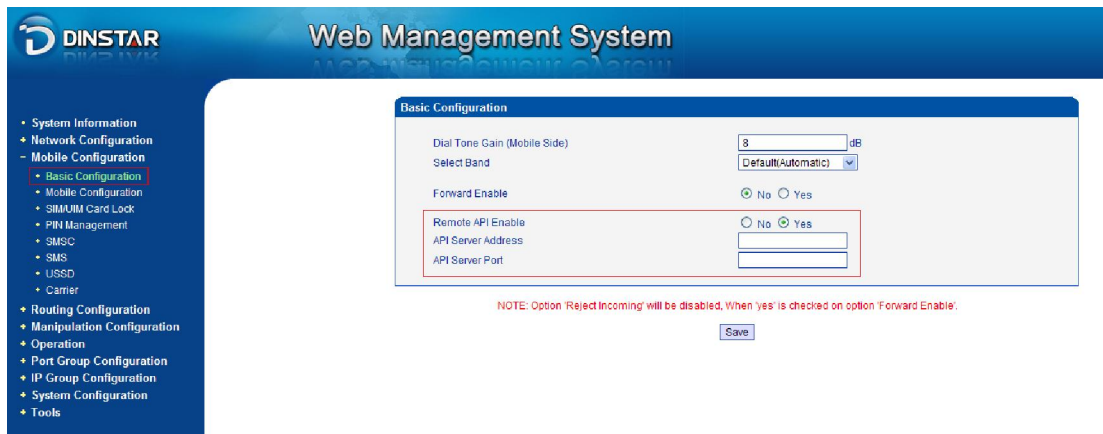 DINSTAR
Web Management System
System Information
Network Configuration
Mobile Configuration
Basic Configuration
Mobile Configuration
SIM/UIM Card Lock
PIN Management
SMSC
SMS
USSD
Carrier
Routing Configuration
Manipulation Configuration
Operation
Port Group Configuration
IP Group Configuration
System Configuration
Tools
Basic Configuration
Dial Tone Gain (Mobile Side) 8 dB
Select Band Default(Automatic)
Forward Enable No Yes
Remote API Enable No Yes
API Server Address
API Server Port
NOTE: Option 'Reject Incoming' will be disabled, When 'yes' is checked on option 'Forward Enable'.
Save